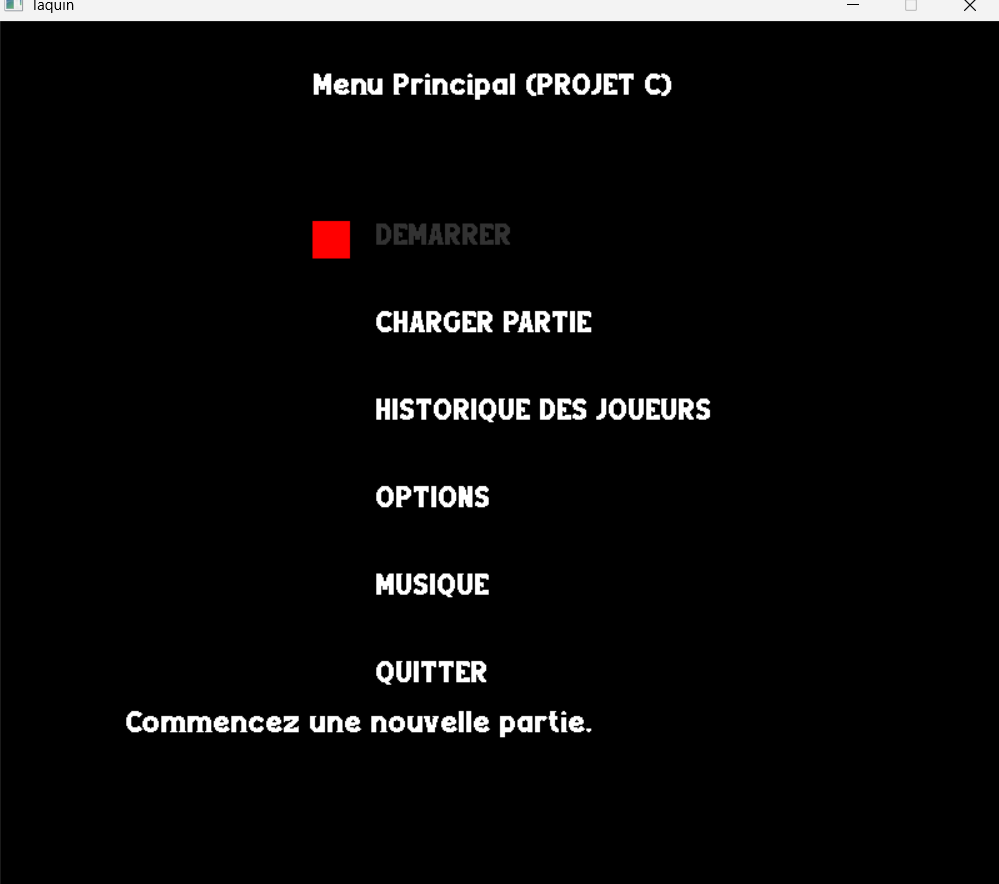 Taquin
Menu Principal (PROJET C)
DEMARRER
CHARGER PARTIE
HISTORIQUE DES JOUEURS
OPTIONS
MUSIQUE
QUITTER
Commencez une nouvelle partie.